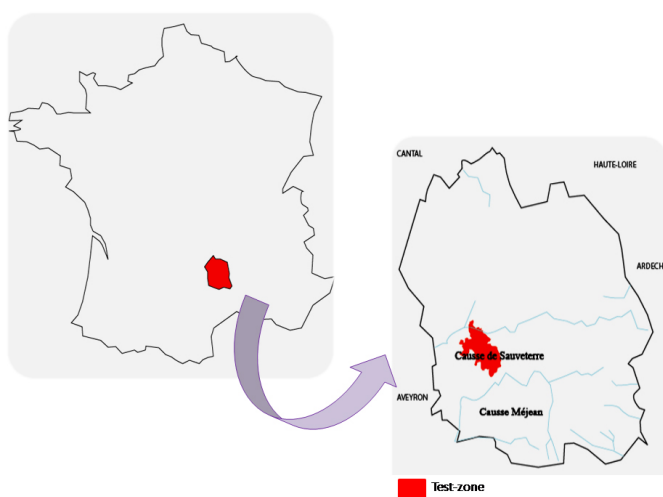 CANTAL
HAUTE-LOIRE
ARDECH
Causse de Sauveterre
AVEYRON
Causse Méjean
Test-zone